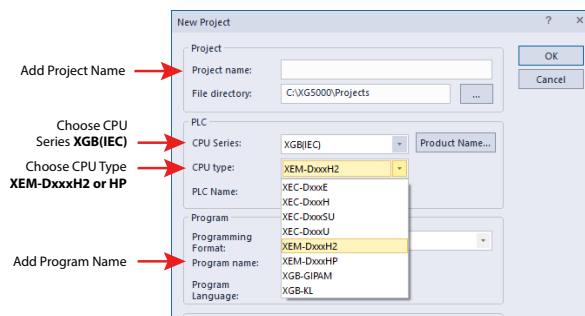 New Project
? ×
Project
Add Project Name
Project name:
OK
Cancel
File directory:
C:\XG5000\Projects
...
PLC
Choose CPU
Series XGB(IEC)
CPU Series:
XGB(IEC)
Product Name...
Choose CPU Type
XEM-DxxxH2 or HP
CPU type:
XEM-DxxxH2
PLC Name:
XEC-DxxxE
XEC-DxxxH
XEC-DxxxSU
XEC-DxxxU
XEM-DxxxH2
XEM-DxxxHP
XGB-GIPAM
XGB-KL
Program
Programming
Format:
Add Program Name
Program name:
Program
Language: